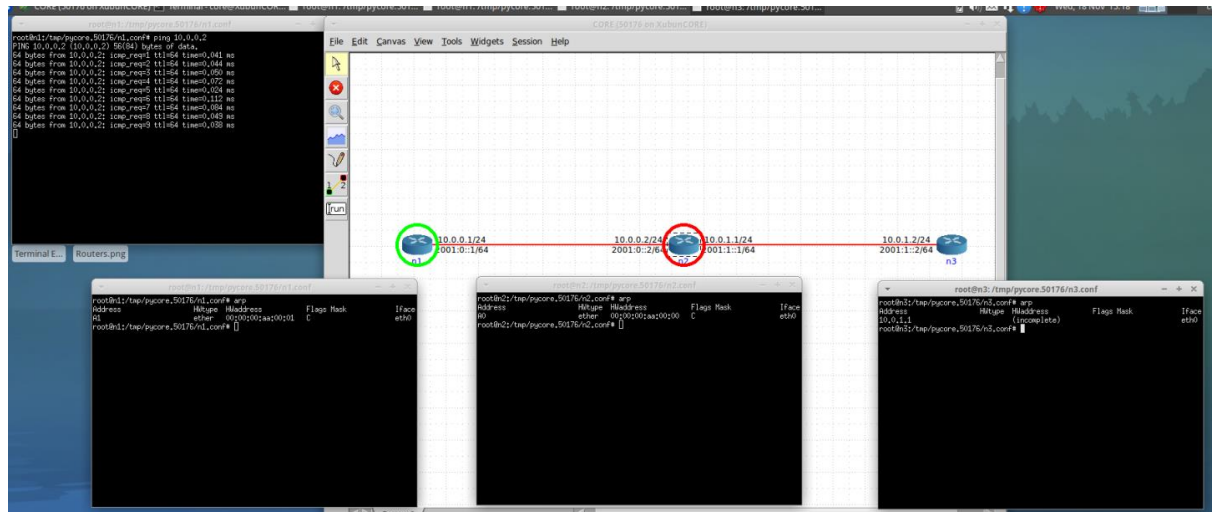 CORE (50176 on XubunCORE)
Wed, 18 Nov 15:18
root@n1: /tmp/pycore.50176/n1.conf
root@n1:/tmp/pycore.50176/n1.conf# ping 10.0.0.2
PING 10.0.0.2 (10.0.0.2) 56(84) bytes of data.
64 bytes from 10.0.0.2: icmp_req=1 ttl=64 time=0.041 ms
64 bytes from 10.0.0.2: icmp_req=2 ttl=64 time=0.044 ms
64 bytes from 10.0.0.2: icmp_req=3 ttl=64 time=0.050 ms
64 bytes from 10.0.0.2: icmp_req=4 ttl=64 time=0.072 ms
64 bytes from 10.0.0.2: icmp_req=5 ttl=64 time=0.024 ms
64 bytes from 10.0.0.2: icmp_req=6 ttl=64 time=0.112 ms
64 bytes from 10.0.0.2: icmp_req=7 ttl=64 time=0.084 ms
64 bytes from 10.0.0.2: icmp_req=8 ttl=64 time=0.049 ms
64 bytes from 10.0.0.2: icmp_req=9 ttl=64 time=0.038 ms
CORE (50176 on XubunCORE)
File Edit Canvas View Tools Widgets Session Help
1 2
run
10.0.0.1/24
2001:0::1/64
n1
10.0.0.2/24
2001:0::2/64
10.0.1.1/24
2001:1::1/64
n2
10.0.1.2/24
2001:1::2/64
n3
Terminal E...
Routers.png
root@n1: /tmp/pycore.50176/n1.conf
root@n1:/tmp/pycore.50176/n1.conf# arp
Address HWtype HWaddress Flags Mask Iface
A1 ether 00:00:00:aa:00:01 C eth0
root@n1:/tmp/pycore.50176/n1.conf#
root@n2: /tmp/pycore.50176/n2.conf
root@n2:/tmp/pycore.50176/n2.conf# arp
Address HWtype HWaddress Flags Mask Iface
A0 ether 00:00:00:aa:00:00 C eth0
root@n2:/tmp/pycore.50176/n2.conf#
root@n3: /tmp/pycore.50176/n3.conf
root@n3:/tmp/pycore.50176/n3.conf# arp
Address HWtype HWaddress Flags Mask Iface
10.0.1.1 (incomplete) eth0
root@n3:/tmp/pycore.50176/n3.conf#